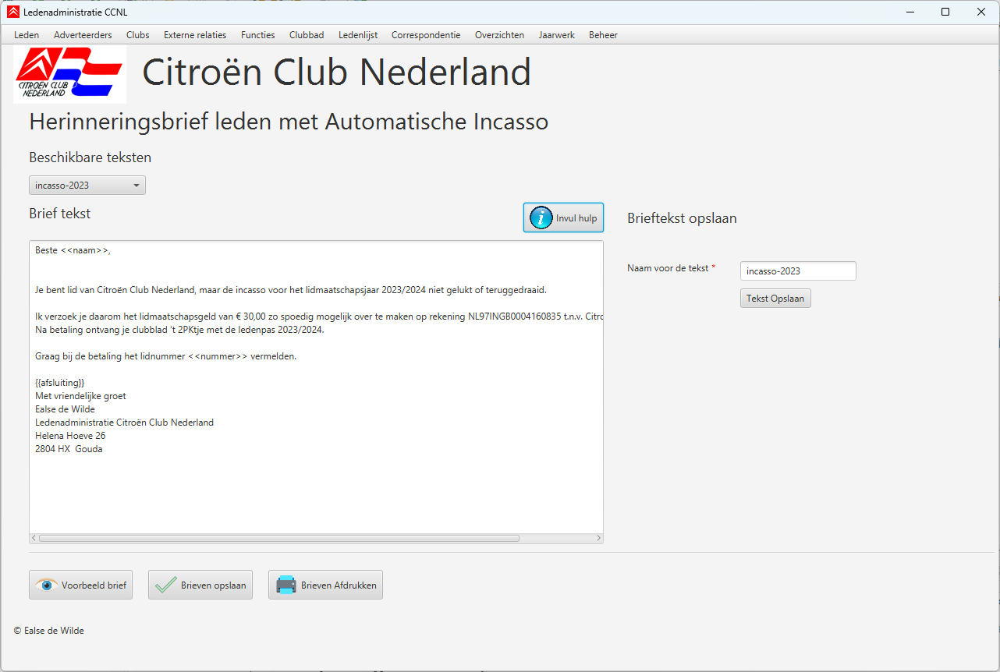 Ledenadministratie CCNL
Leden Adverteerders Clubs Externe relaties Functies Clubbad Ledenlijst Correspondentie Overzichten Jaarwerk Beheer
CITROEN CLUB
NEDERLAND
Citroën Club Nederland
Herinneringsbrief leden met Automatische Incasso
Beschikbare teksten
incasso-2023
Brief tekst
Invul hulp
Beste <<naam>>,
Je bent lid van Citroën Club Nederland, maar de incasso voor het lidmaatschapsjaar 2023/2024 niet gelukt of teruggedraaid.
Ik verzoek je daarom het lidmaatschapsgeld van € 30,00 zo spoedig mogelijk over te maken op rekening NL97INGB0004160835 t.n.v. Citro
Na betaling ontvang je clubblad 't 2PKtje met de ledenpas 2023/2024.
Graag bij de betaling het lidnummer <<nummer>> vermelden.
{{afsluiting}}
Met vriendelijke groet
Ealse de Wilde
Ledenadministratie Citroën Club Nederland
Helena Hoeve 26
2804 HX  Gouda
Brieftekst opslaan
Naam voor de tekst * incasso-2023
Tekst Opslaan
Voorbeeld brief Brieven opslaan Brieven Afdrukken
© Ealse de Wilde